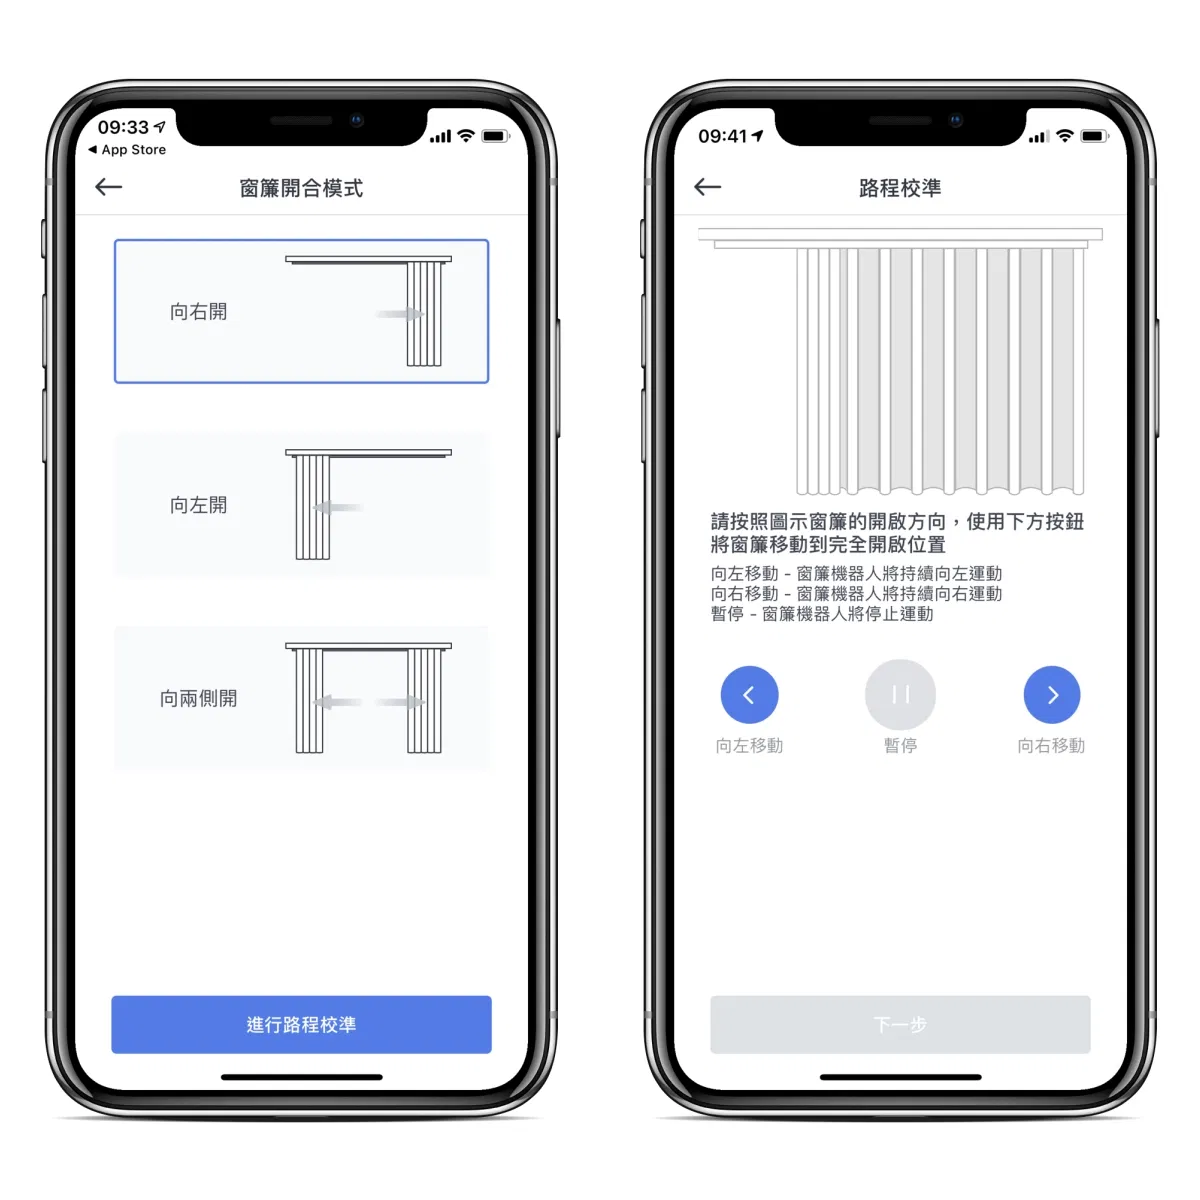 09:33
App Store
窗簾開合模式
向右開
向左開
向兩側開
進行路程校準
09:41
路程校準
請按照圖示窗簾的開啟方向，使用下方按鈕
將窗簾移動到完全開啟位置
向左移動 - 窗簾機器人將持續向左運動
向右移動 - 窗簾機器人將持續向右運動
暫停 - 窗簾機器人將停止運動
向左移動
暫停
向右移動
下一步